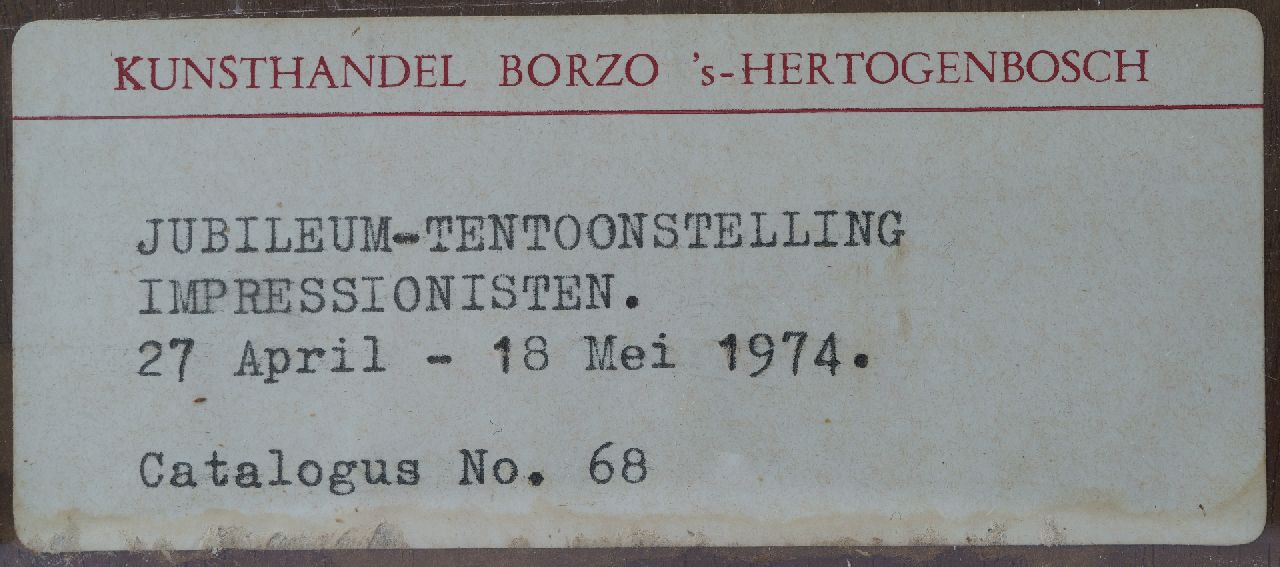 KUNSTHANDEL BORZO 's-HERTOGENBOSCH
JUBILEUM-TENTOONSTELLING
IMPRESSIONISTEN.
27 April - 18 Mei 1974.
Catalogus No. 68